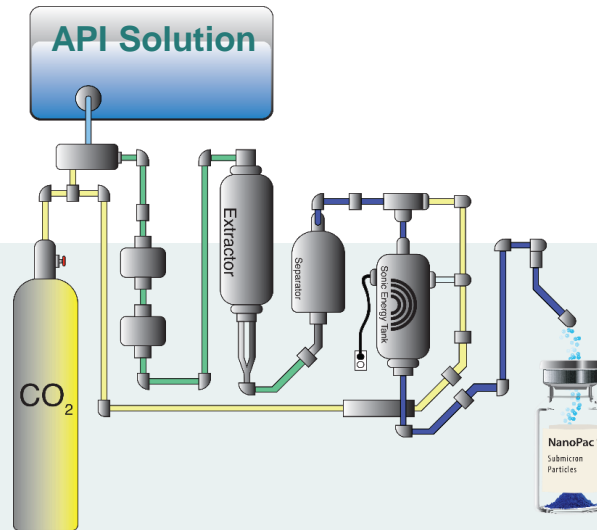 API Solution
Extractor
Separator
Sonic Energy Tank
CO2
NanoPac
Submicron
Particles